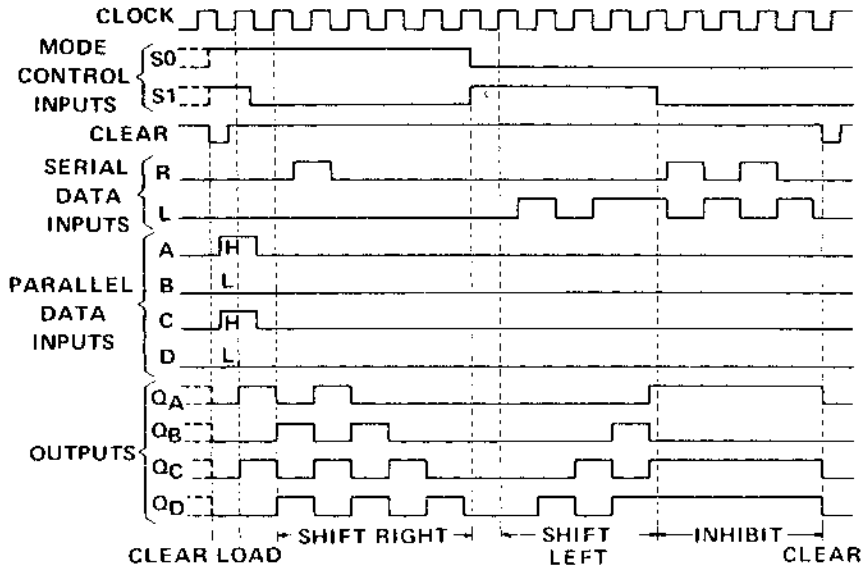 CLOCK
MODE
CONTROL
INPUTS
S0
S1
CLEAR
SERIAL
DATA
INPUTS
R
L
PARALLEL
DATA
INPUTS
A
H
B
L
C
H
D
L
OUTPUTS
QA
QB
QC
QD
SHIFT RIGHT
SHIFT
LEFT
INHIBIT
CLEAR LOAD
CLEAR